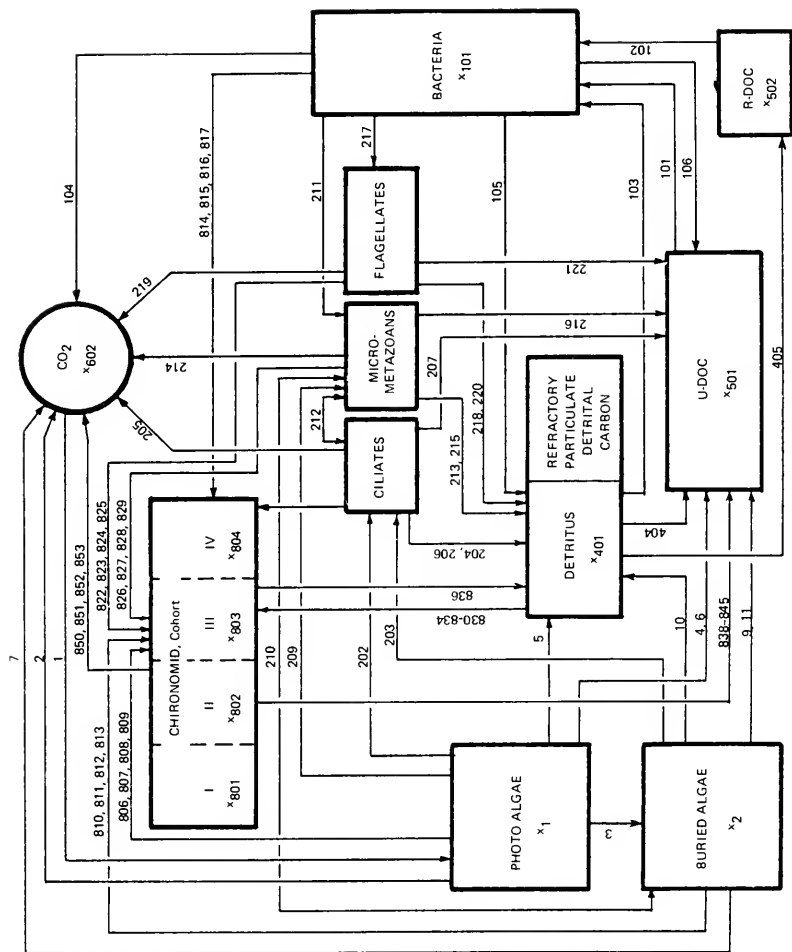 CO2
x602
104
219
214
205
7
2
1
850, 851, 852, 853
822, 823, 824, 825
826, 827, 828, 829
810, 811, 812, 813
806, 807, 808, 809
814, 815, 816, 817
CHIRONOMID, Cohort
I
x801
II
x802
III
x803
IV
x804
BACTERIA
x101
FLAGELLATES
MICRO-
METAZOANS
CILIATES
211
217
212
210
209
202
203
204, 206
207
213, 215
218, 220
216
221
105
103
101
106
102
836
830-834
DETRITUS
x401
REFRACTORY
PARTICULATE
DETRITAL
CARBON
R-DOC
x502
U-DOC
x501
404
405
5
10
4, 6
838-845
9, 11
PHOTO ALGAE
x1
3
BURIED ALGAE
x2